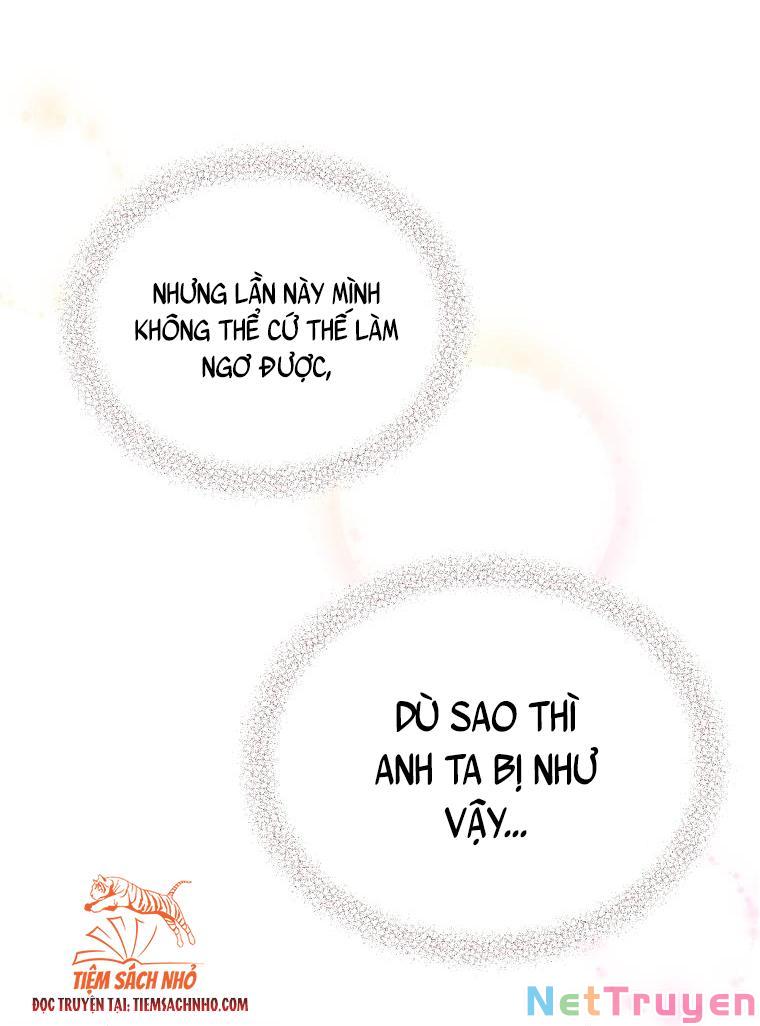 NHƯNG LẦN NÀY MÌNH
KHÔNG THỂ CỨ THẾ LÀM
NGƠ ĐƯỢC,
DÙ SAO THÌ
ANH TA BỊ NHƯ
VẬY...
TIỆM SÁCH NHỎ
ĐỌC TRUYỆN TẠI: TIEMSACHNHO.COM
NetTruyen